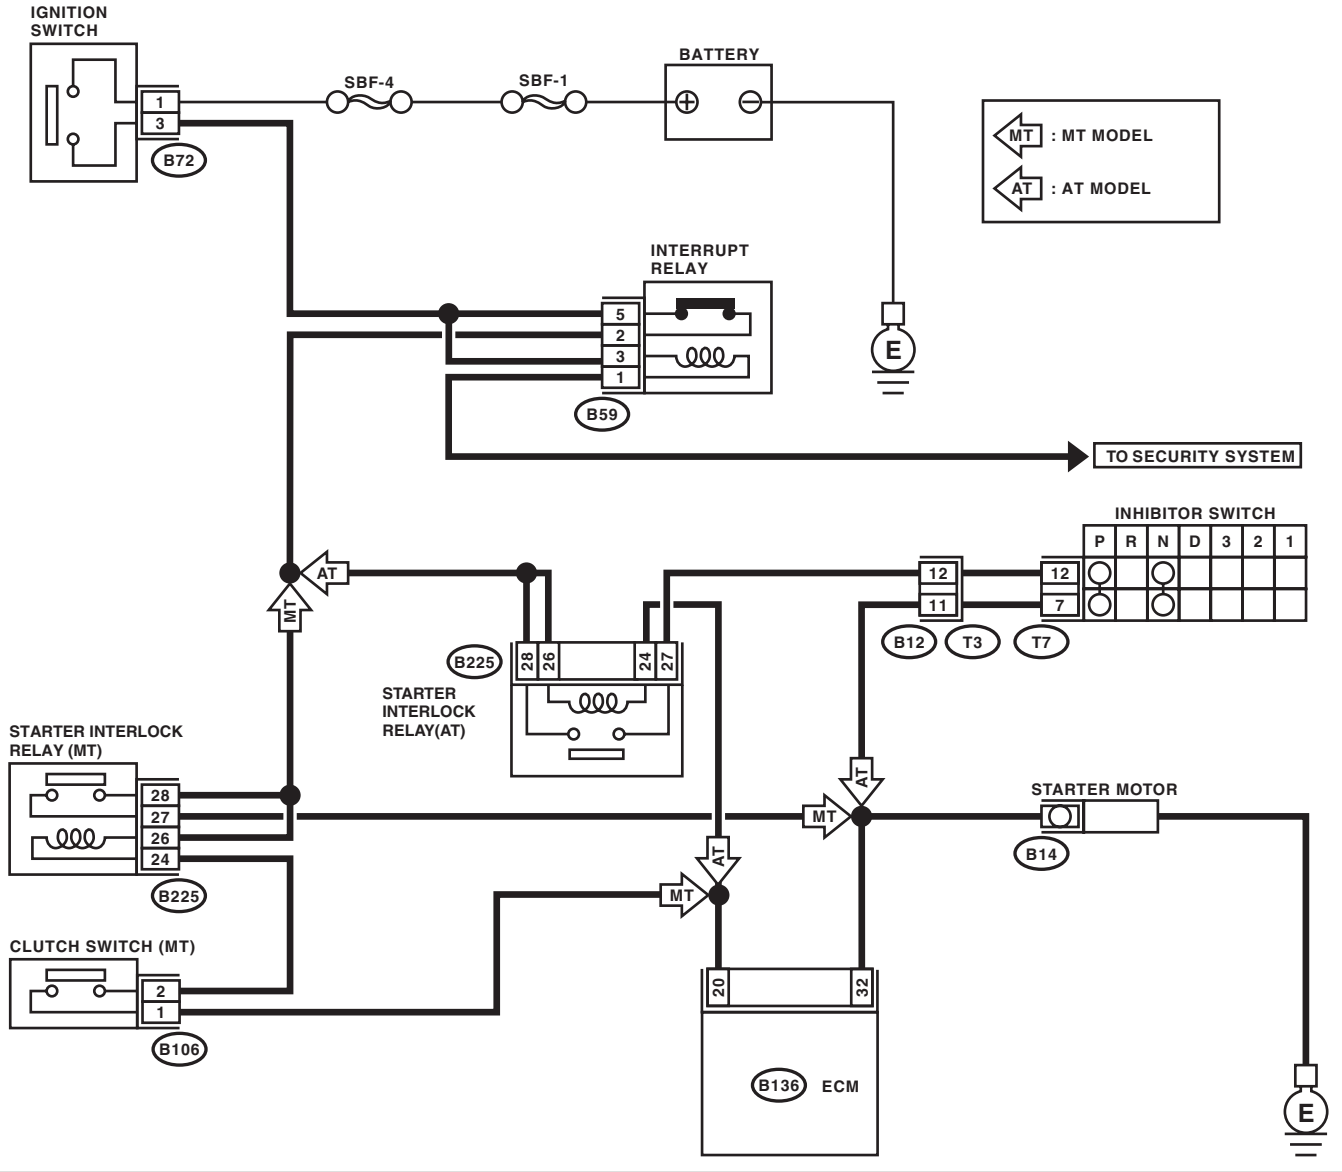 IGNITION
SWITCH
1
3
B72
SBF-4
SBF-1
BATTERY
+
−
E
MT : MT MODEL
AT : AT MODEL
INTERRUPT
RELAY
5
2
3
1
B59
TO SECURITY SYSTEM
INHIBITOR SWITCH
P R N D 3 2 1
12
11
12
7
B12
T3
T7
AT
MT
B225
28
26
24
27
STARTER
INTERLOCK
RELAY(AT)
STARTER INTERLOCK
RELAY (MT)
28
27
26
24
B225
MT
AT
STARTER MOTOR
B14
AT
MT
CLUTCH SWITCH (MT)
2
1
B106
20
32
B136 ECM
E